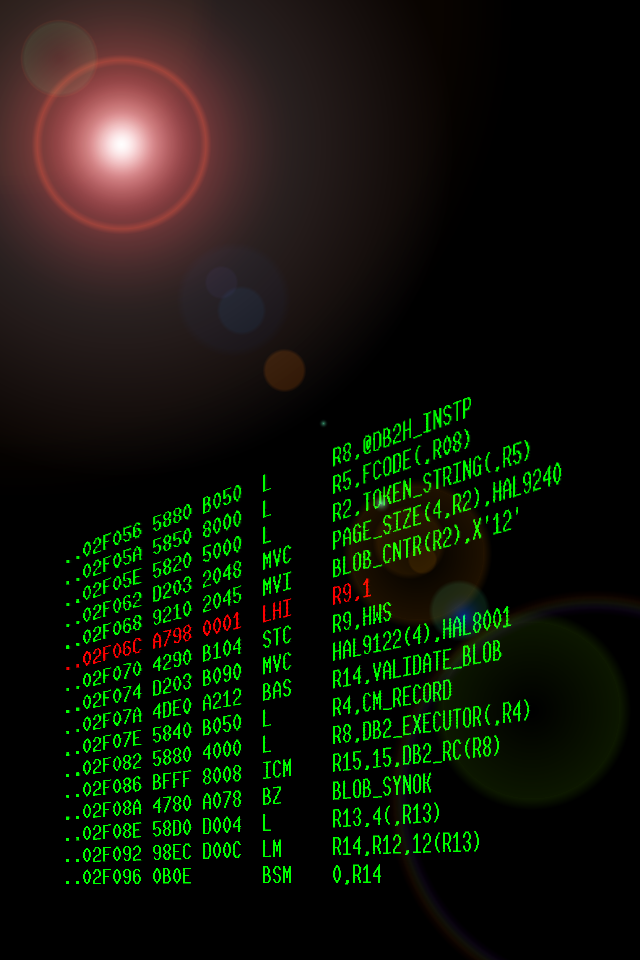 ..02F056 5880 B050 L R8,@DB2H_INSTP
..02F05A 5850 8000 L R5,FCODE(,R08)
..02F05E 5820 5000 L R2,TOKEN_STRING(,R5)
..02F062 D203 2048 MVC PAGE_SIZE(4,R2),HAL9240
..02F068 9210 2045 MVI BLOB_CNTR(R2),X'12'
..02F06C A798 0001 LHI R9,1
..02F070 4290 B104 STC R9,HWS
..02F074 D203 B090 MVC HAL9122(4),HAL8001
..02F07A 4DE0 A212 BAS R14,VALIDATE_BLOB
..02F07E 5840 B050 L R4,CM_RECORD
..02F082 5880 4000 L R8,DB2_EXECUTOR(,R4)
..02F086 BFFF 8008 ICM R15,15,DB2_RC(R8)
..02F08A 4780 A078 BZ BLOB_SYNOK
..02F08E 58D0 D004 L R13,4(,R13)
..02F092 98EC D00C LM R14,R12,12(R13)
..02F096 0B0E BSM 0,R14